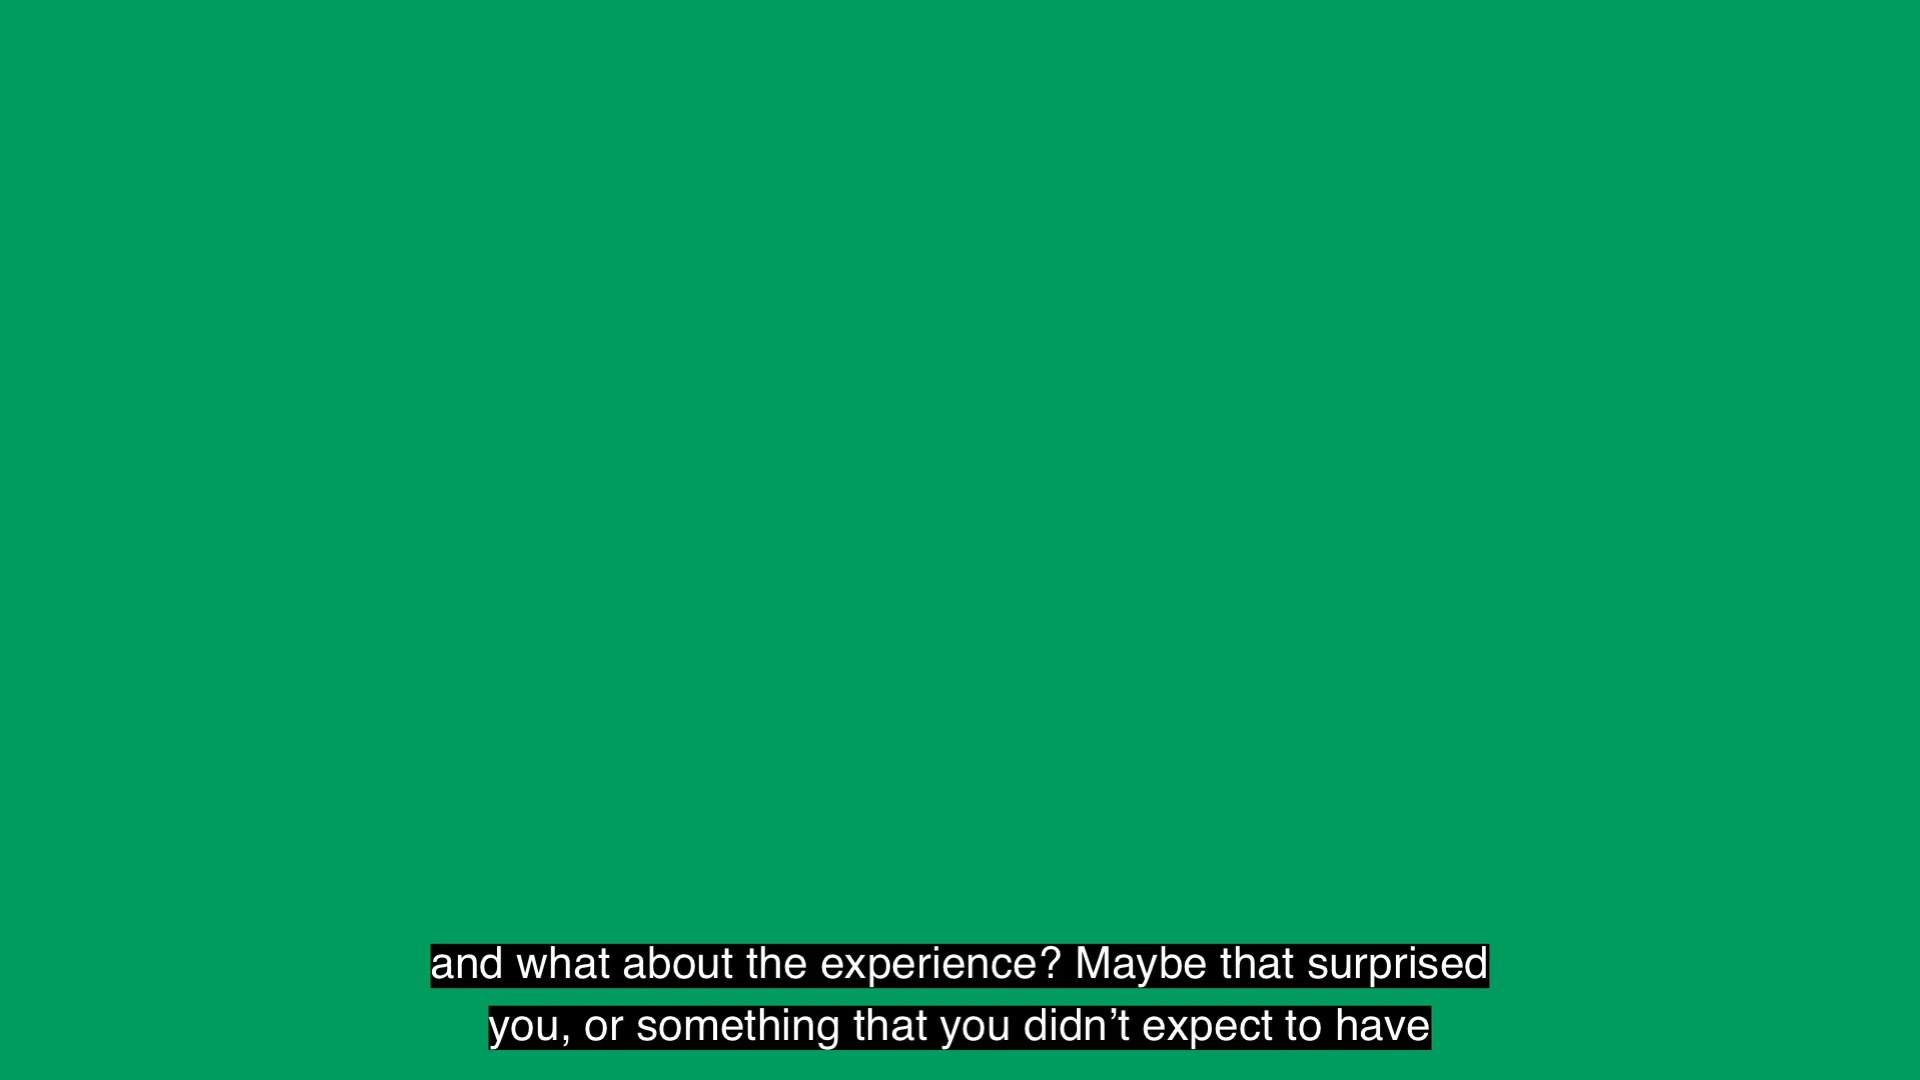 and what about the experience? Maybe that surprised
you, or something that you didn’t expect to have